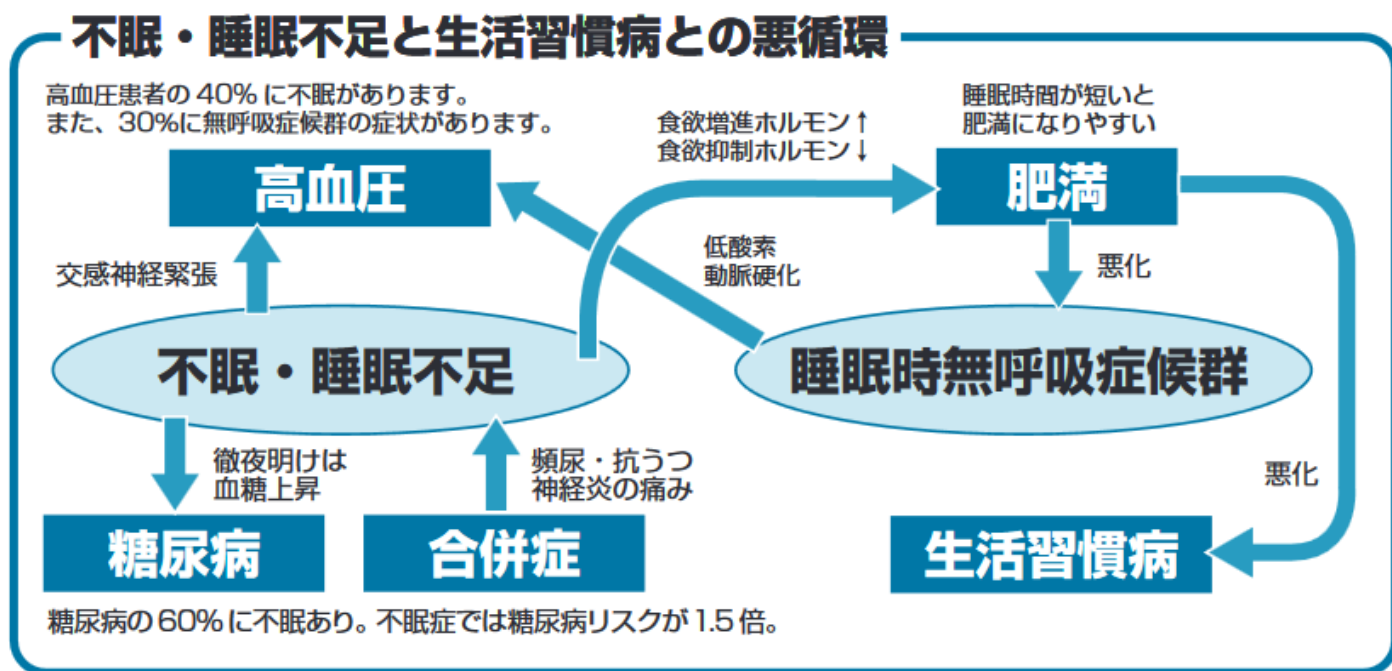 不眠・睡眠不足と生活習慣病との悪循環
高血圧患者の40%に不眠があります。
また、30%に無呼吸症候群の症状があります。
食欲増進ホルモン↑
食欲抑制ホルモン↓
睡眠時間が短いと
肥満になりやすい
高血圧
肥満
交感神経緊張
低酸素
動脈硬化
悪化
不眠・睡眠不足
睡眠時無呼吸症候群
徹夜明けは
血糖上昇
頻尿・抗うつ
神経炎の痛み
悪化
糖尿病
合併症
生活習慣病
糖尿病の60%に不眠あり。不眠症では糖尿病リスクが1.5倍。